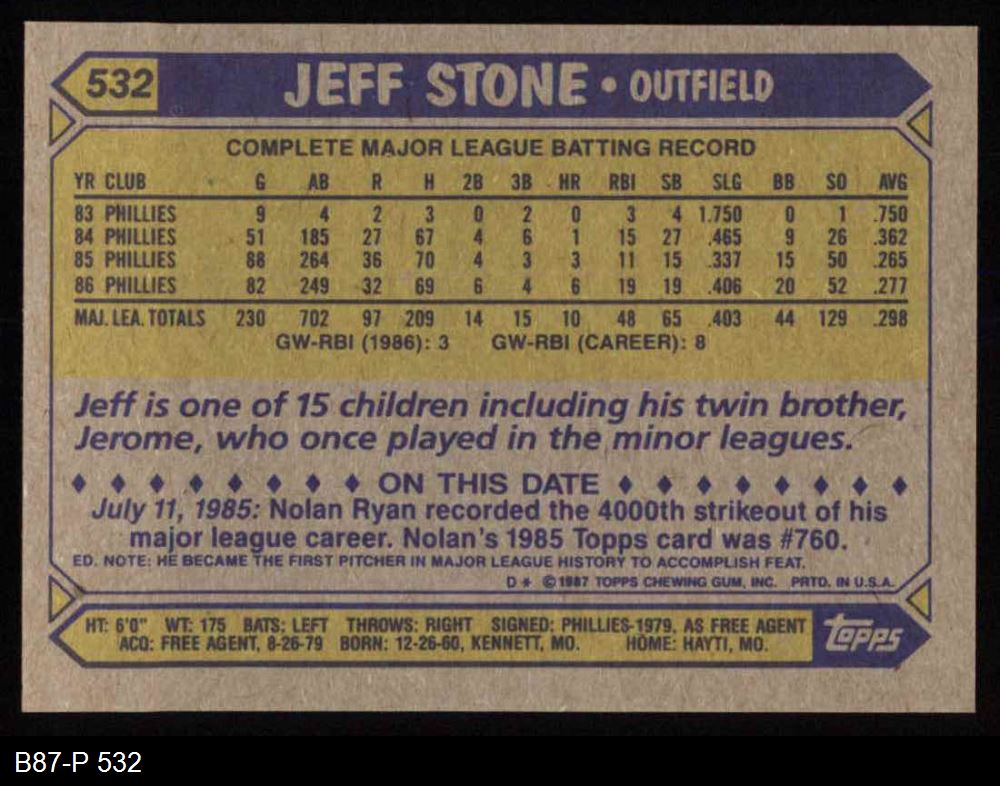 532 JEFF STONE • OUTFIELD
COMPLETE MAJOR LEAGUE BATTING RECORD
YR CLUB G AB R H 2B 3B HR RBI SB SLG BB SO AVG
83 PHILLIES 9 4 2 3 0 2 0 3 4 1.750 0 1 .750
84 PHILLIES 51 185 27 67 4 6 1 15 27 .465 9 26 .362
85 PHILLIES 88 264 36 70 4 3 3 11 15 .337 15 50 .265
86 PHILLIES 82 249 32 69 6 4 6 19 19 .406 20 52 .277
MAJ. LEA. TOTALS 230 702 97 209 14 15 10 48 65 .403 44 129 .298
GW-RBI (1986): 3 GW-RBI (CAREER): 8
Jeff is one of 15 children including his twin brother,
Jerome, who once played in the minor leagues.
♦ ♦ ♦ ♦ ♦ ♦ ♦ ♦ ON THIS DATE ♦ ♦ ♦ ♦ ♦ ♦ ♦ ♦
July 11, 1985: Nolan Ryan recorded the 4000th strikeout of his
major league career. Nolan's 1985 Topps card was #760.
ED. NOTE: HE BECAME THE FIRST PITCHER IN MAJOR LEAGUE HISTORY TO ACCOMPLISH FEAT.
D* © 1987 TOPPS CHEWING GUM, INC. PRTD. IN U.S.A.
HT: 6'0" WT: 175 BATS: LEFT THROWS: RIGHT SIGNED: PHILLIES-1979, AS FREE AGENT
ACQ: FREE AGENT, 8-26-79 BORN: 12-26-60, KENNETT, MO. HOME: HAYTI, MO.
topps
B87-P 532